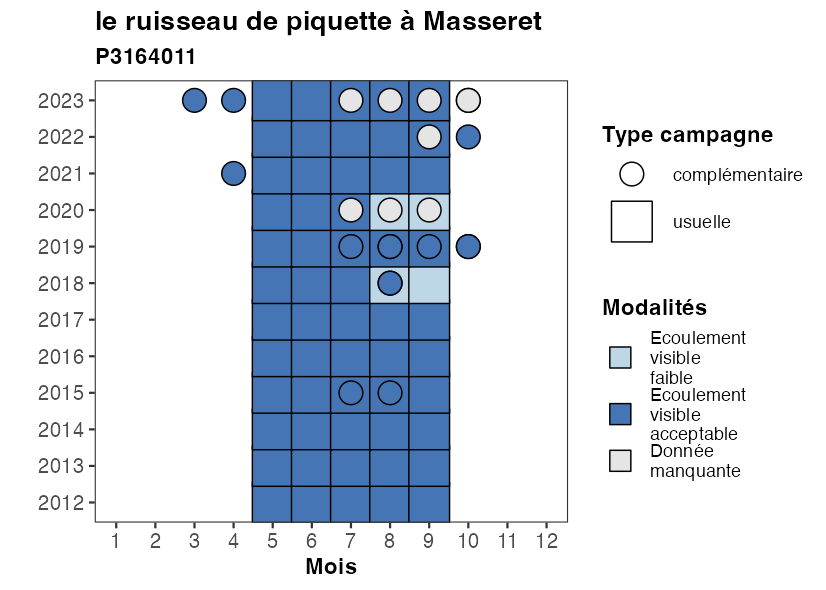 le ruisseau de piquette à Masseret
P3164011
2023
2022
2021
2020
2019
2018
2017
2016
2015
2014
2013
2012
1 2 3 4 5 6 7 8 9 10 11 12
Mois
Type campagne
complémentaire
usuelle
Modalités
Ecoulement
visible
faible
Ecoulement
visible
acceptable
Donnée
manquante